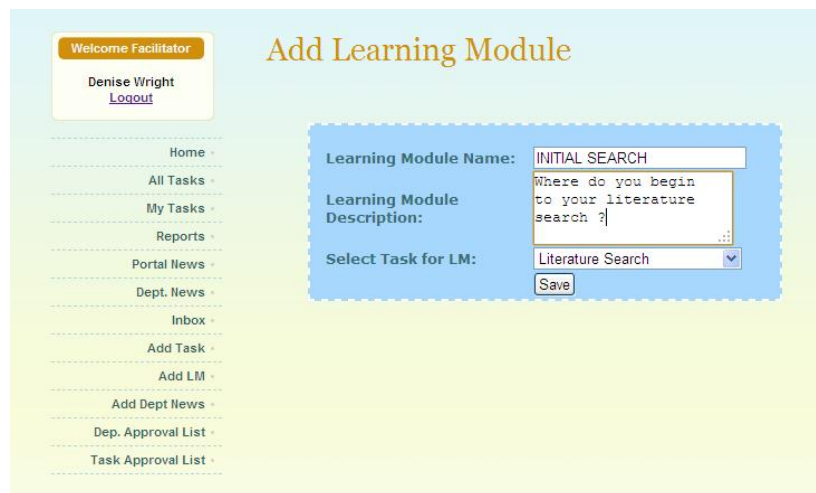 Welcome Facilitator
Denise Wright
Logout
Home
All Tasks
My Tasks
Reports
Portal News
Dept. News
Inbox
Add Task
Add LM
Add Dept News
Dep. Approval List
Task Approval List
Add Learning Module
Learning Module Name:
INITIAL SEARCH
Learning Module
Description:
Where do you begin
to your literature
search ?
Select Task for LM:
Literature Search
Save